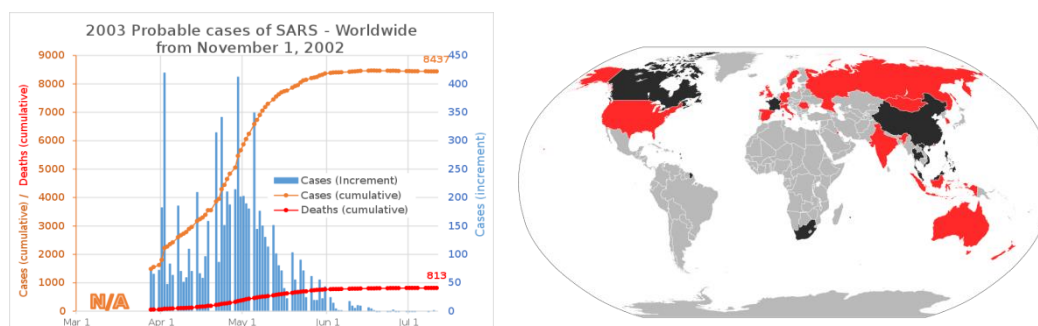 2003 Probable cases of SARS - Worldwide
from November 1, 2002
Cases (cumulative) / Deaths (cumulative)
9000
8000
7000
6000
5000
4000
3000
2000
1000
0
450
400
350
300
250
200
150
100
50
0
Cases (increment)
8437
Cases (Increment)
Cases (cumulative)
Deaths (cumulative)
813
N/A
Mar 1
Apr 1
May 1
Jun 1
Jul 1